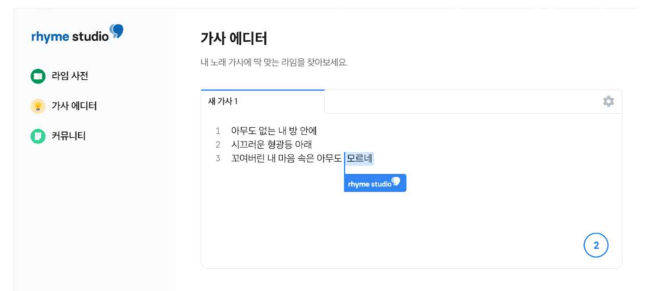 rhyme studio
라임 사전
가사 에디터
커뮤니티
가사 에디터
내 노래 가사에 딱 맞는 라임을 찾아보세요.
새 가사 1
1 아무도 없는 내 방 안에
2 시끄러운 형광등 아래
3 꼬여버린 내 마음 속은 아무도 모르네
rhyme studio
2